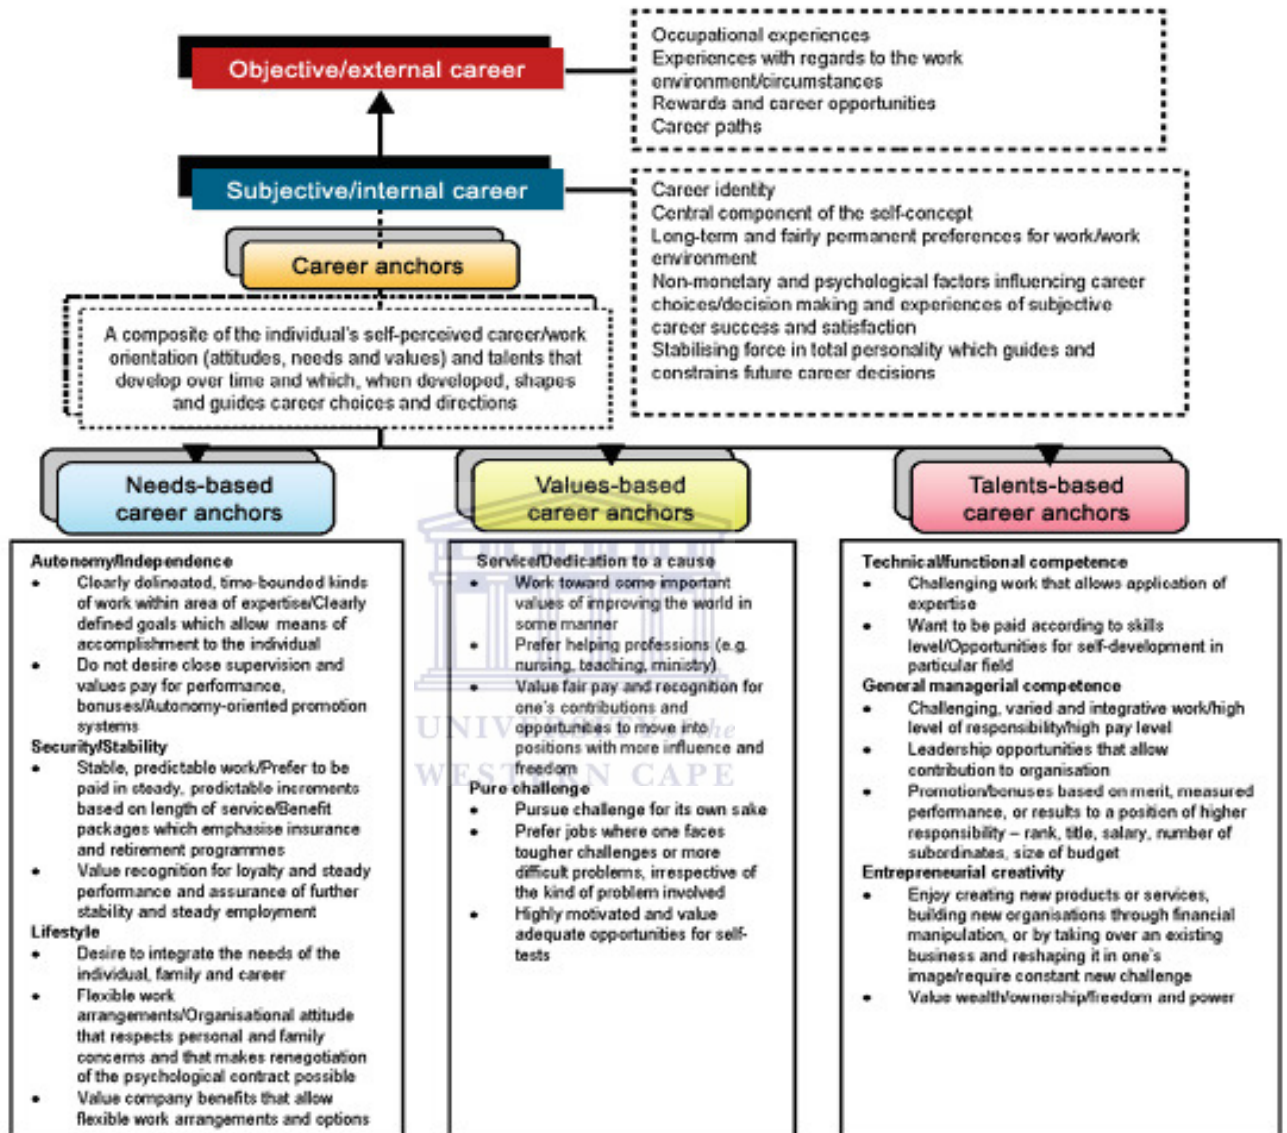 Objective/external career
Occupational experiences
Experiences with regards to the work
environment/circumstances
Rewards and career opportunities
Career paths
Subjective/internal career
Career identity
Central component of the self-concept
Long-term and fairly permanent preferences for work/work
environment
Non-monetary and psychological factors influencing career
choices/decision making and experiences of subjective
career success and satisfaction
Stabilising force in total personality which guides and
constrains future career decisions
Career anchors
A composite of the individual's self-perceived career/work
orientation (attitudes, needs and values) and talents that
develop over time and which, when developed, shapes
and guides career choices and directions
Needs-based
career anchors
Autonomy/Independence
• Clearly delineated, time-bounded kinds
of work within area of expertise/Clearly
defined goals which allow means of
accomplishment to the individual
• Do not desire close supervision and
values pay for performance,
bonuses/Autonomy-oriented promotion
systems
Security/Stability
• Stable, predictable work/Prefer to be
paid in steady, predictable increments
based on length of service/Benefit
packages which emphasise insurance
and retirement programmes
• Value recognition for loyalty and steady
performance and assurance of further
stability and steady employment
Lifestyle
• Desire to integrate the needs of the
individual, family and career
• Flexible work
arrangements/Organisational attitude
that respects personal and family
concerns and that makes renegotiation
of the psychological contract possible
• Value company benefits that allow
flexible work arrangements and options
Values-based
career anchors
Service/Dedication to a cause
• Work toward some important
values of improving the world in
some manner
• Prefer helping professions (e.g.
nursing, teaching, ministry)
• Value fair pay and recognition for
one's contributions and
opportunities to move into
positions with more influence and
freedom
Pure challenge
• Pursue challenge for its own sake
• Prefer jobs where one faces
tougher challenges or more
difficult problems, irrespective of
the kind of problem involved
• Highly motivated and value
adequate opportunities for self-
tests
Talents-based
career anchors
Technical/functional competence
• Challenging work that allows application of
expertise
• Want to be paid according to skills
level/Opportunities for self-development in
particular field
General managerial competence
• Challenging, varied and integrative work/high
level of responsibility/high pay level
• Leadership opportunities that allow
contribution to organisation
• Promotion/bonuses based on merit, measured
performance, or results to a position of higher
responsibility – rank, title, salary, number of
subordinates, size of budget
Entrepreneurial creativity
• Enjoy creating new products or services,
building new organisations through financial
manipulation, or by taking over an existing
business and reshaping it in one's
image/require constant new challenge
• Value wealth/ownership/freedom and power
UNIVERSITY of the
WESTERN CAPE